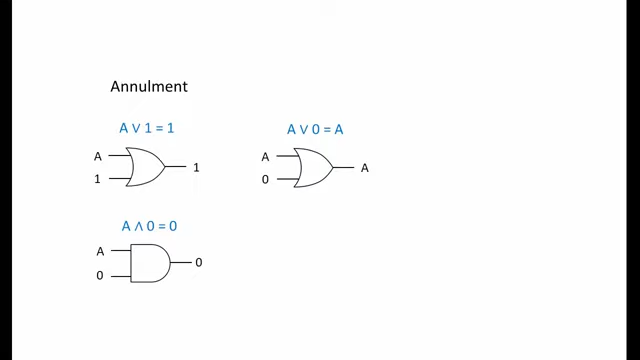 Annulment
A ∨ 1 = 1
A
1
1
A ∨ 0 = A
A
0
A
A ∧ 0 = 0
A
0
0